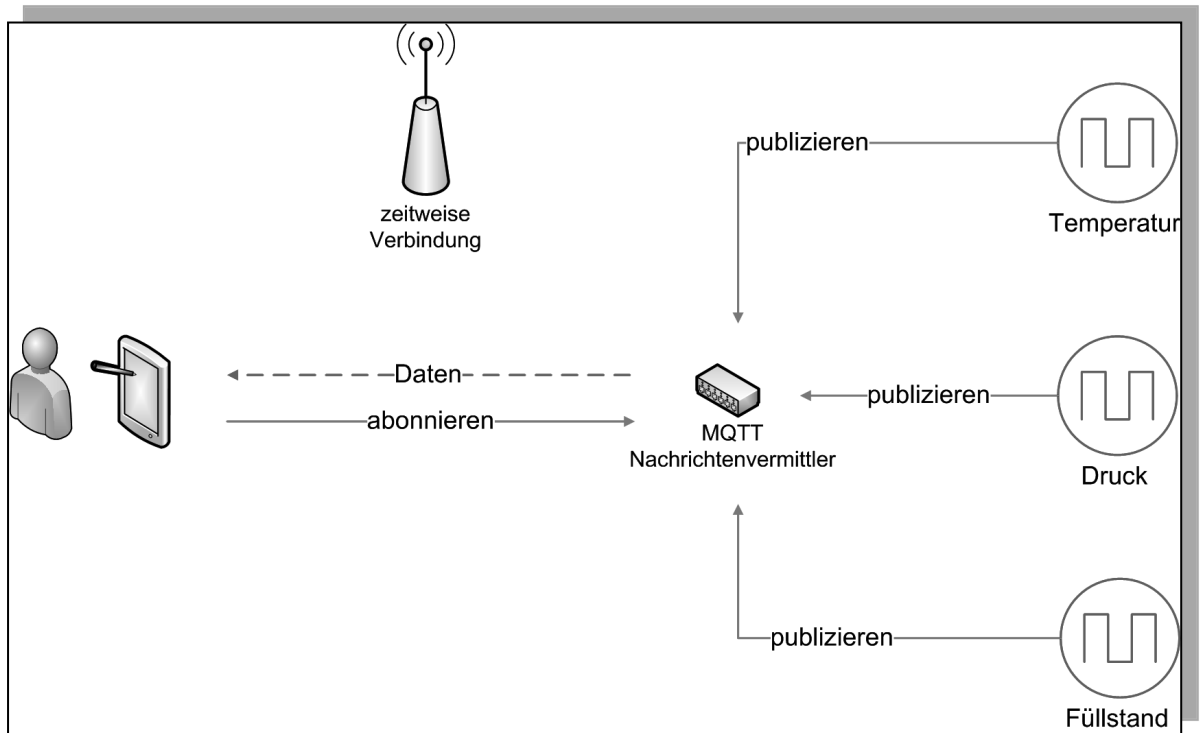 zeitweise
Verbindung
publizieren
Temperatur
Daten
abonnieren
MQTT
Nachrichtenvermittler
publizieren
Druck
publizieren
Füllstand